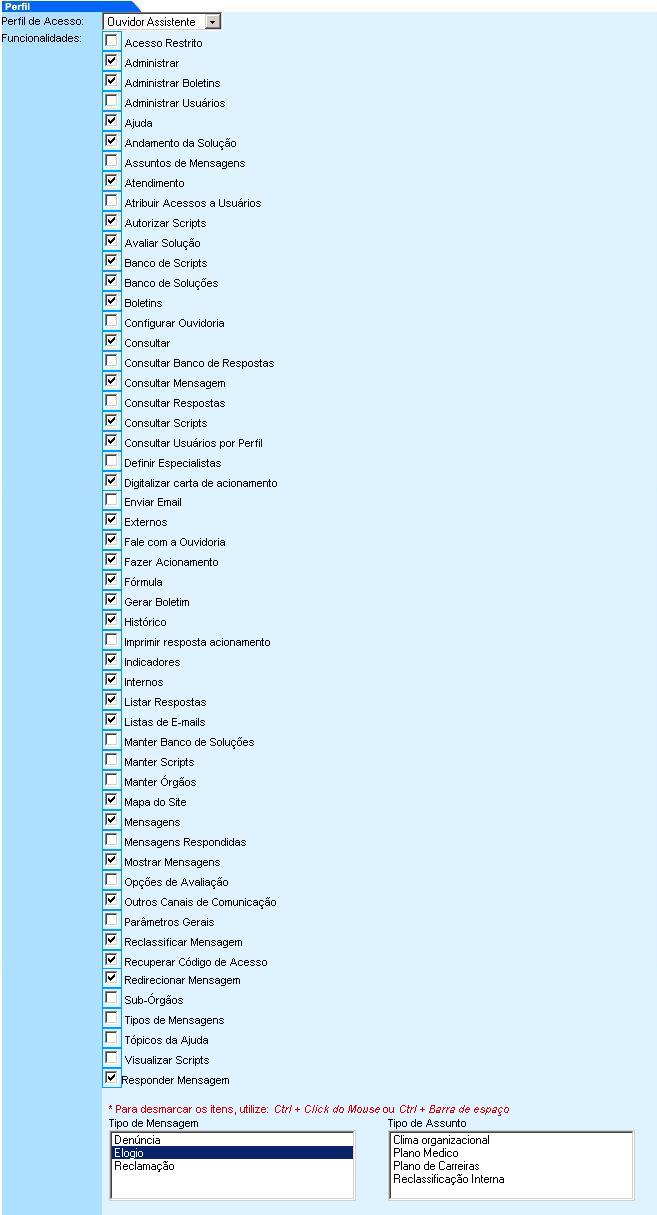 Perfil
Perfil de Acesso: Ouvidor Assistente
Funcionalidades:
Acesso Restrito
Administrar
Administrar Boletins
Administrar Usuários
Ajuda
Andamento da Solução
Assuntos de Mensagens
Atendimento
Atribuir Acessos a Usuários
Autorizar Scripts
Avaliar Solução
Banco de Scripts
Banco de Soluções
Boletins
Configurar Ouvidoria
Consultar
Consultar Banco de Respostas
Consultar Mensagem
Consultar Respostas
Consultar Scripts
Consultar Usuários por Perfil
Definir Especialistas
Digitalizar carta de acionamento
Enviar Email
Externos
Fale com a Ouvidoria
Fazer Acionamento
Fórmula
Gerar Boletim
Histórico
Imprimir resposta acionamento
Indicadores
Internos
Listar Respostas
Listas de E-mails
Manter Banco de Soluções
Manter Scripts
Manter Órgãos
Mapa do Site
Mensagens
Mensagens Respondidas
Mostrar Mensagens
Opções de Avaliação
Outros Canais de Comunicação
Parâmetros Gerais
Reclassificar Mensagem
Recuperar Código de Acesso
Redirecionar Mensagem
Sub-Órgãos
Tipos de Mensagens
Tópicos da Ajuda
Visualizar Scripts
Responder Mensagem
* Para desmarcar os itens, utilize: Ctrl + Click do Mouse ou Ctrl + Barra de espaço
Tipo de Mensagem
Denúncia
Elogio
Reclamação
Tipo de Assunto
Clima organizacional
Plano Medico
Plano de Carreiras
Reclassificação Interna